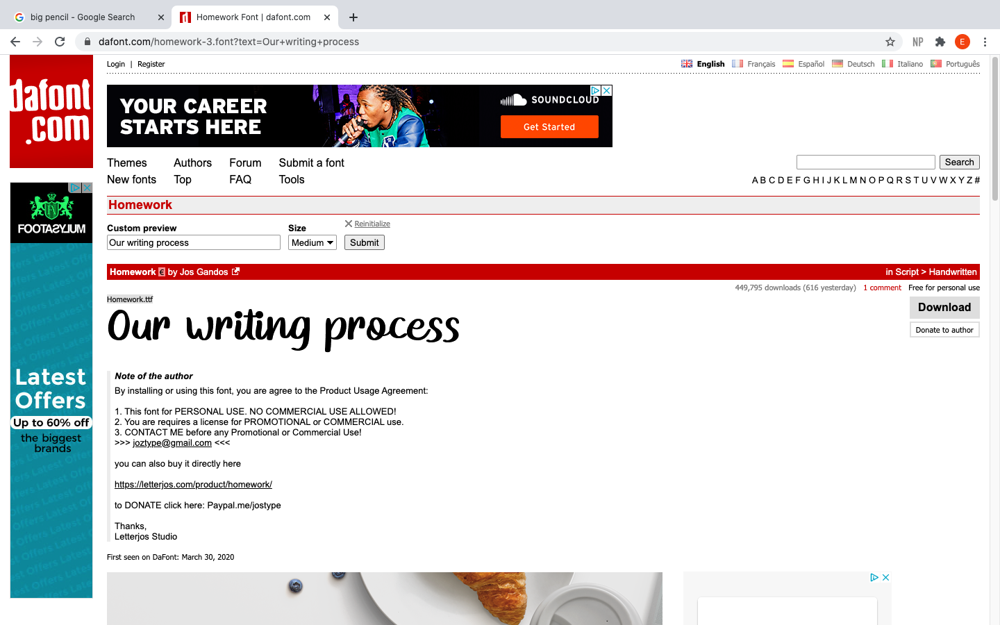 big pencil - Google Search
Homework Font | dafont.com
dafont.com/homework-3.font?text=Our+writing+process
NP
E
dafont
.com
Login | Register
English Français Español Deutsch Italiano Português
YOUR CAREER
STARTS HERE
SOUNDCLOUD
Get Started
Themes Authors Forum Submit a font
New fonts Top FAQ Tools
Search
A B C D E F G H I J K L M N O P Q R S T U V W X Y Z #
FOOTASYLUM
Latest
Offers
Up to 60% off
the biggest
brands
Homework
Custom preview
Size
Reinitialize
Our writing process
Medium
Submit
Homework € by Jos Gandos
in Script > Handwritten
449,795 downloads (616 yesterday) 1 comment Free for personal use
Homework.ttf
Download
Donate to author
Our writing process
Note of the author
By installing or using this font, you are agree to the Product Usage Agreement:
1. This font for PERSONAL USE. NO COMMERCIAL USE ALLOWED!
2. You are requires a license for PROMOTIONAL or COMMERCIAL use.
3. CONTACT ME before any Promotional or Commercial Use!
>>> joztype@gmail.com <<<
you can also buy it directly here
https://letterjos.com/product/homework/
to DONATE click here: Paypal.me/jostype
Thanks,
Letterjos Studio
First seen on DaFont: March 30, 2020